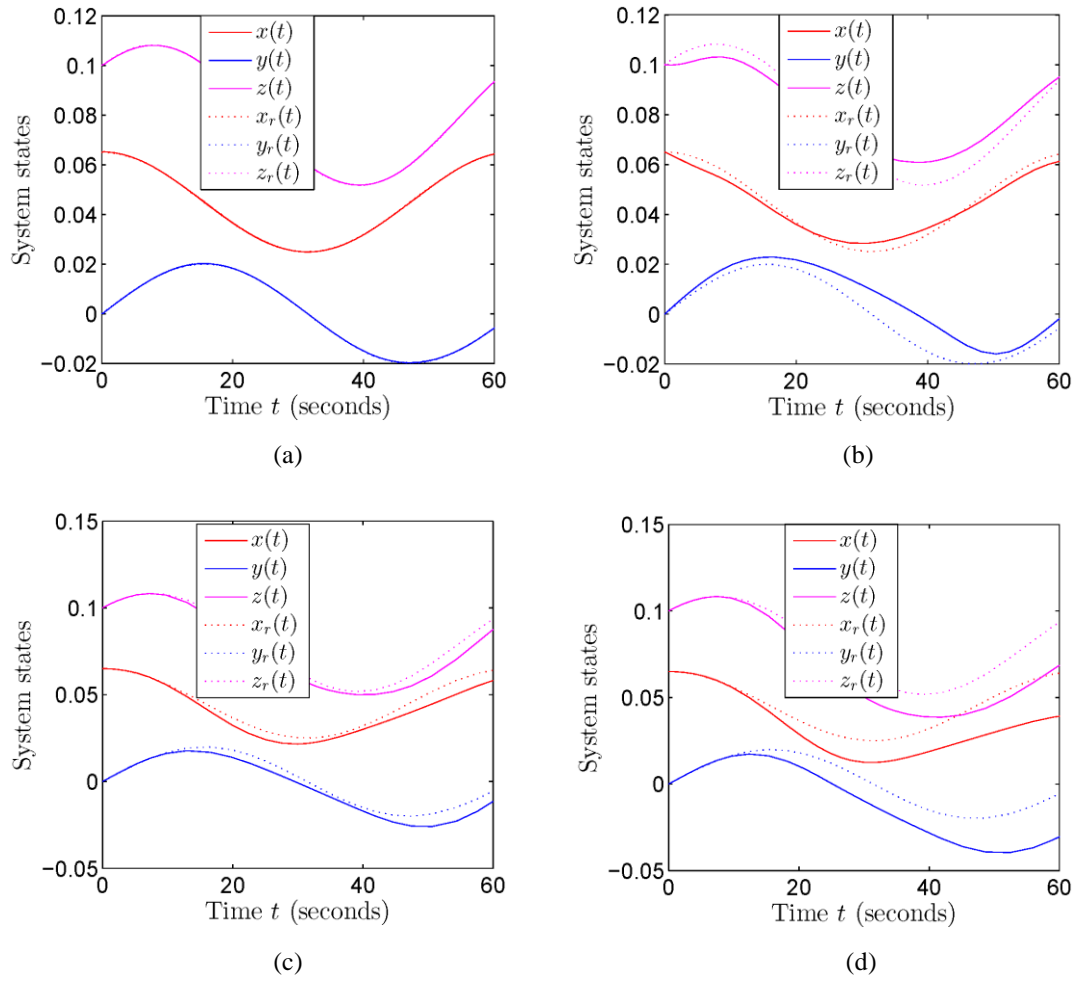 0.12
0.1
0.08
0.06
0.04
0.02
0
−0.02
System states
x(t)
y(t)
z(t)
x_r(t)
y_r(t)
z_r(t)
0 20 40 60
Time t (seconds)
(a)
0.12
0.1
0.08
0.06
0.04
0.02
0
−0.02
System states
x(t)
y(t)
z(t)
x_r(t)
y_r(t)
z_r(t)
0 20 40 60
Time t (seconds)
(b)
0.15
0.1
0.05
0
−0.05
System states
x(t)
y(t)
z(t)
x_r(t)
y_r(t)
z_r(t)
0 20 40 60
Time t (seconds)
(c)
0.15
0.1
0.05
0
−0.05
System states
x(t)
y(t)
z(t)
x_r(t)
y_r(t)
z_r(t)
0 20 40 60
Time t (seconds)
(d)